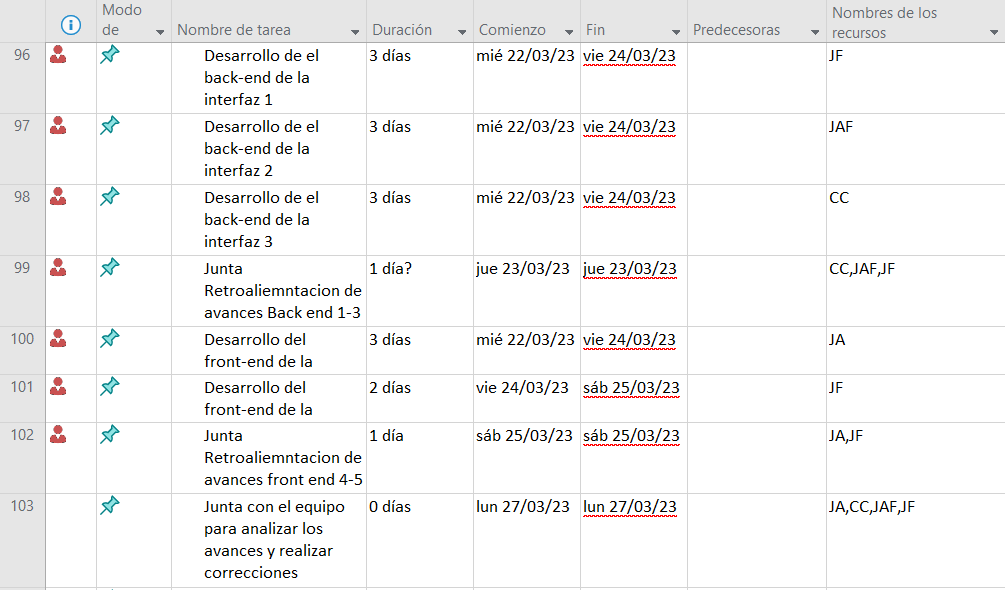 Modo de Nombre de tarea Duración Comienzo Fin Predecesoras Nombres de los recursos
96 Desarrollo de el 3 días mié 22/03/23 vie 24/03/23 JF
back-end de la
interfaz 1
97 Desarrollo de el 3 días mié 22/03/23 vie 24/03/23 JAF
back-end de la
interfaz 2
98 Desarrollo de el 3 días mié 22/03/23 vie 24/03/23 CC
back-end de la
interfaz 3
99 Junta 1 día? jue 23/03/23 jue 23/03/23 CC,JAF,JF
Retroaliemntacion de
avances Back end 1-3
100 Desarrollo del 3 días mié 22/03/23 vie 24/03/23 JA
front-end de la
101 Desarrollo del 2 días vie 24/03/23 sáb 25/03/23 JF
front-end de la
102 Junta 1 día sáb 25/03/23 sáb 25/03/23 JA,JF
Retroaliemntacion de
avances front end 4-5
103 Junta con el equipo 0 días lun 27/03/23 lun 27/03/23 JA,CC,JAF,JF
para analizar los
avances y realizar
correcciones